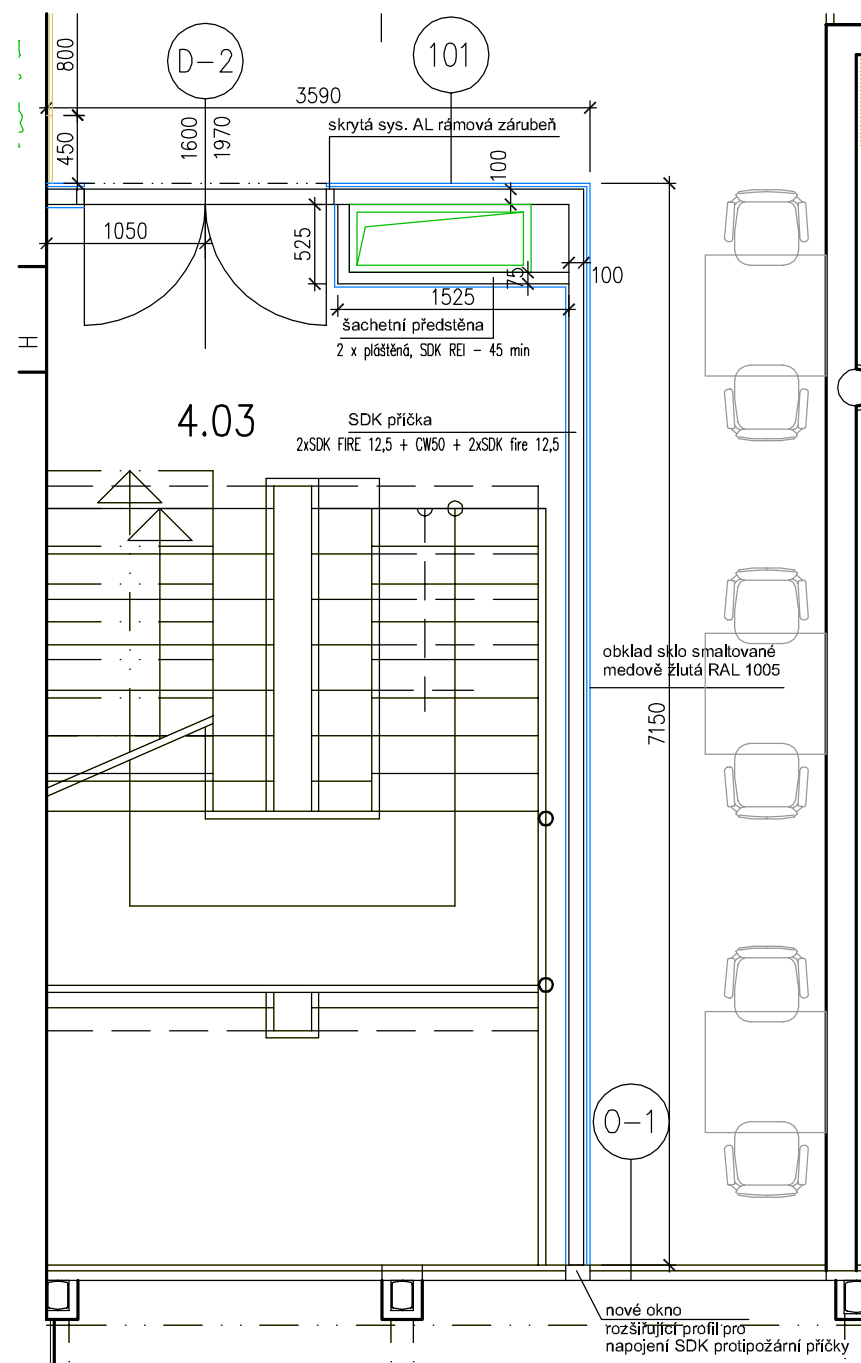 800
D-2
101
3590
skrytá sys. AL rámová zárubeň
450
1600
1970
100
1050
525
75
100
1525
šachetní předstěna
2 x pláštěná, SDK REI - 45 min
H
4.03
SDK příčka
2xSDK FIRE 12,5 + CW50 + 2xSDK fire 12,5
obklad sklo smaltované
medově žlutá RAL 1005
7150
O-1
nové okno
rozšiřující profil pro
napojení SDK protipožární příčky